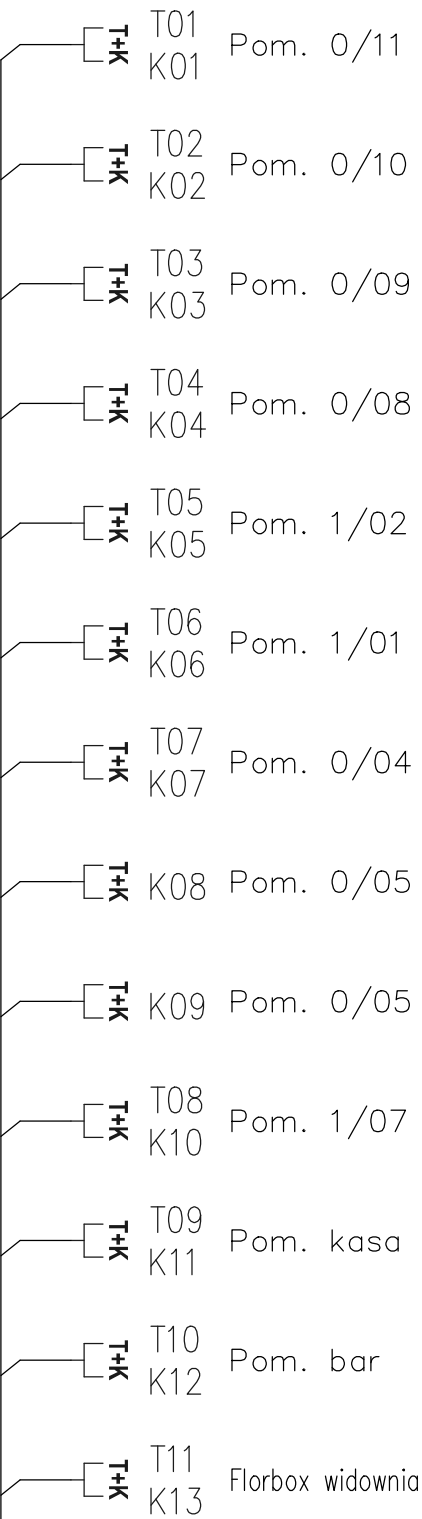 T+K T01 K01 Pom. 0/11
T+K T02 K02 Pom. 0/10
T+K T03 K03 Pom. 0/09
T+K T04 K04 Pom. 0/08
T+K T05 K05 Pom. 1/02
T+K T06 K06 Pom. 1/01
T+K T07 K07 Pom. 0/04
T+K K08 Pom. 0/05
T+K K09 Pom. 0/05
T+K T08 K10 Pom. 1/07
T+K T09 K11 Pom. kasa
T+K T10 K12 Pom. bar
T+K T11 K13 Florbox widownia